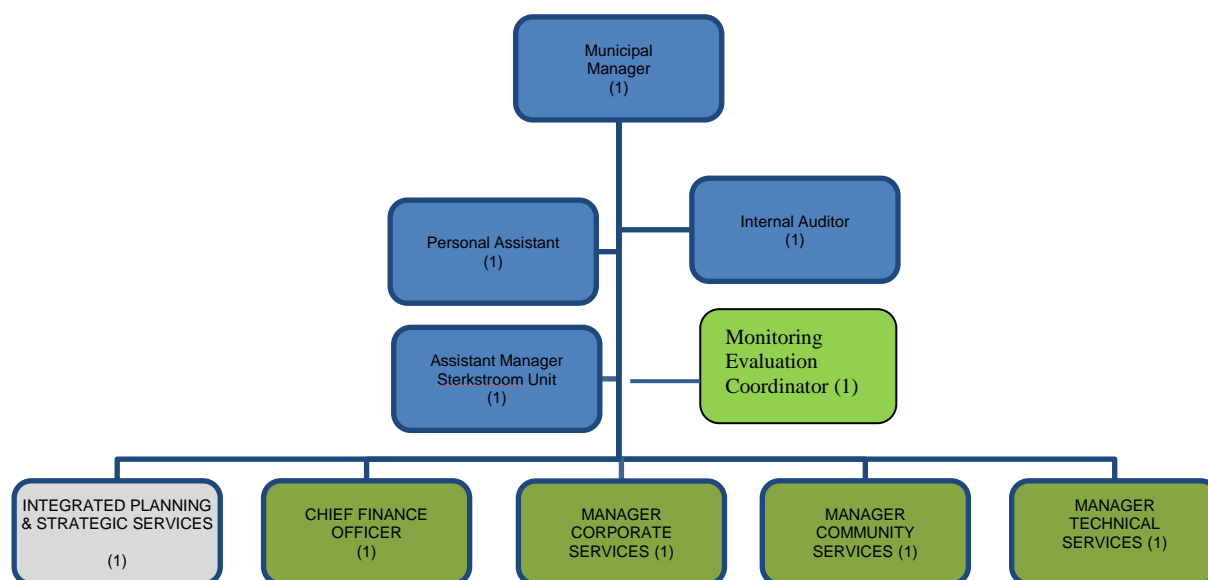 Municipal
Manager
(1)
Internal Auditor
(1)
Personal Assistant
(1)
Monitoring
Evaluation
Coordinator (1)
Assistant Manager
Sterkstroom Unit
(1)
INTEGRATED PLANNING
& STRATEGIC SERVICES
(1)
CHIEF FINANCE
OFFICER
(1)
MANAGER
CORPORATE
SERVICES (1)
MANAGER
COMMUNITY
SERVICES (1)
MANAGER
TECHNICAL
SERVICES (1)